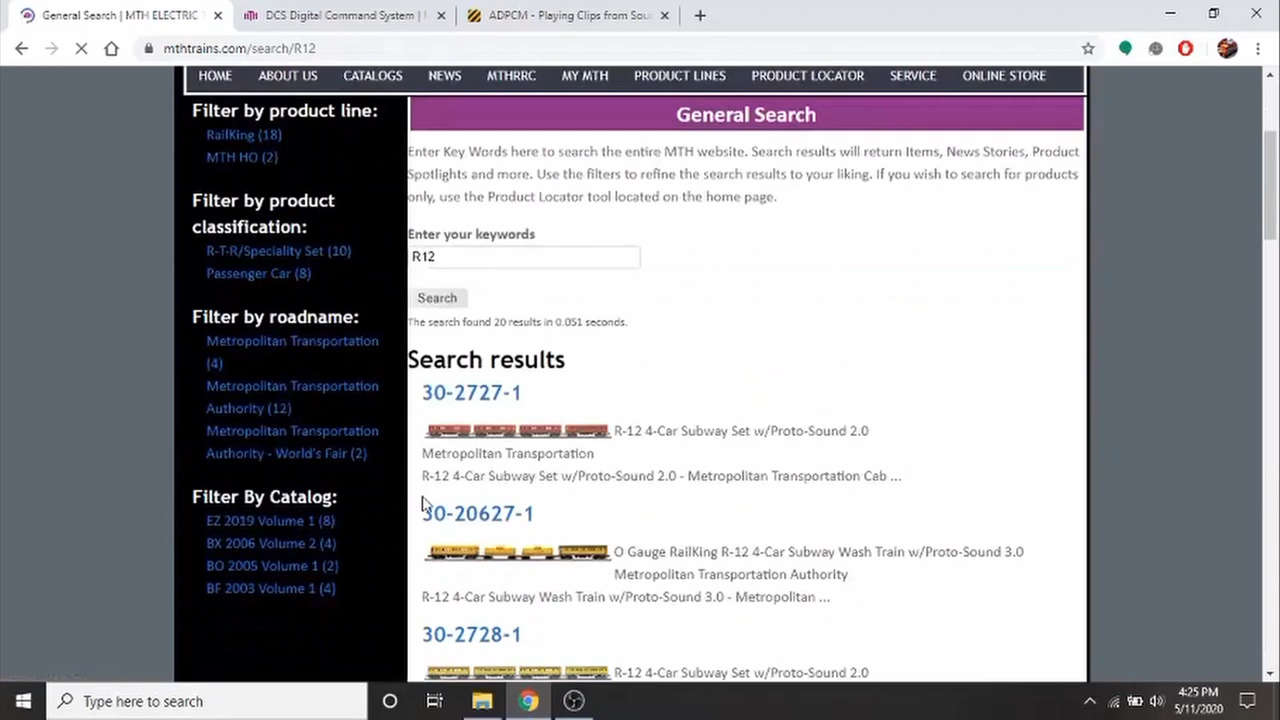 General Search | MTH ELECTRIC T
DCS Digital Command System |
ADPCM - Playing Clips from Sou
mthtrains.com/search/R12
HOME ABOUT US CATALOGS NEWS MTHRRC MY MTH PRODUCT LINES PRODUCT LOCATOR SERVICE ONLINE STORE
Filter by product line:
RailKing (18)
MTH HO (2)
Filter by product
classification:
R-T-R/Speciality Set (10)
Passenger Car (8)
Filter by roadname:
Metropolitan Transportation
(4)
Metropolitan Transportation
Authority (12)
Metropolitan Transportation
Authority - World's Fair (2)
Filter By Catalog:
EZ 2019 Volume 1 (8)
BX 2006 Volume 2 (4)
BO 2005 Volume 1 (2)
BF 2003 Volume 1 (4)
General Search
Enter Key Words here to search the entire MTH website. Search results will return Items, News Stories, Product
Spotlights and more. Use the filters to refine the search results to your liking. If you wish to search for products
only, use the Product Locator tool located on the home page.
Enter your keywords
R12
Search
The search found 20 results in 0.051 seconds.
Search results
30-2727-1
R-12 4-Car Subway Set w/Proto-Sound 2.0
Metropolitan Transportation
R-12 4-Car Subway Set w/Proto-Sound 2.0 - Metropolitan Transportation Cab ...
30-20627-1
O Gauge RailKing R-12 4-Car Subway Wash Train w/Proto-Sound 3.0
Metropolitan Transportation Authority
R-12 4-Car Subway Wash Train w/Proto-Sound 3.0 - Metropolitan ...
30-2728-1
R-12 4-Car Subway Set w/Proto-Sound 2.0
Type here to search
4:25 PM
5/11/2020